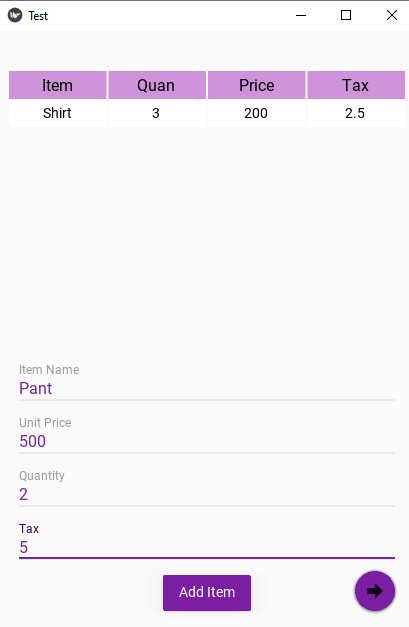 Test
Item Quan Price Tax
Shirt 3 200 2.5
Item Name
Pant
Unit Price
500
Quantity
2
Tax
5
Add Item